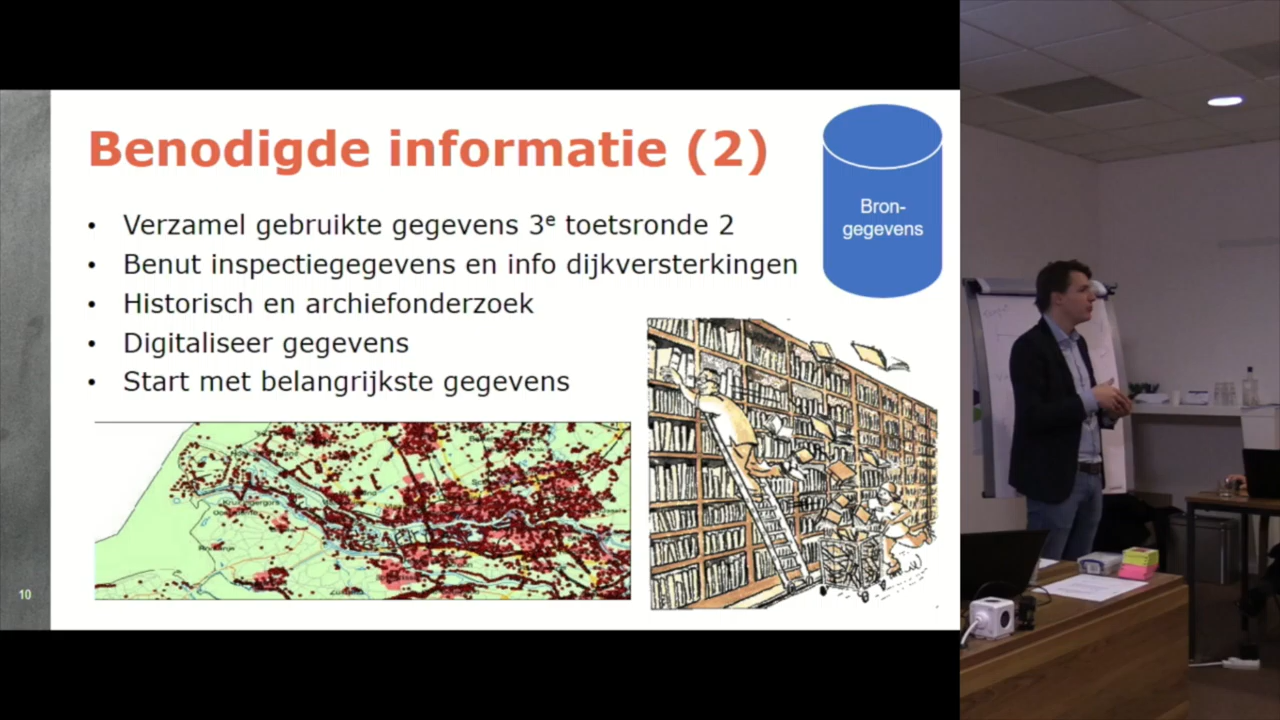 Benodigde informatie (2)
Bron-
gegevens
• Verzamel gebruikte gegevens 3e toetsronde 2
• Benut inspectiegegevens en info dijkversterkingen
• Historisch en archiefonderzoek
• Digitaliseer gegevens
• Start met belangrijkste gegevens
10